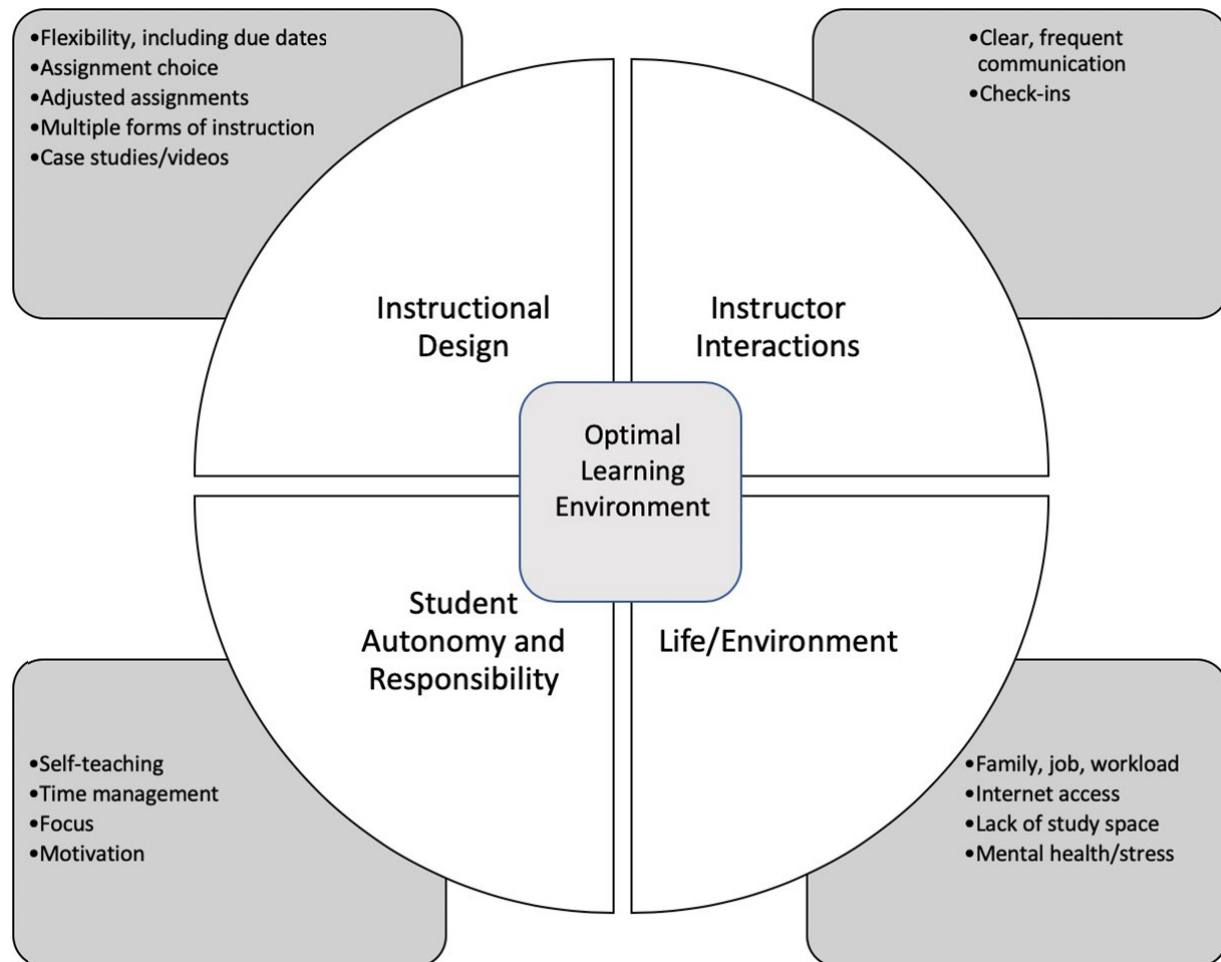 •Flexibility, including due dates
•Assignment choice
•Adjusted assignments
•Multiple forms of instruction
•Case studies/videos
•Clear, frequent
communication
•Check-ins
Instructional
Design
Instructor
Interactions
Optimal
Learning
Environment
Student
Autonomy and
Responsibility
Life/Environment
•Self-teaching
•Time management
•Focus
•Motivation
•Family, job, workload
•Internet access
•Lack of study space
•Mental health/stress